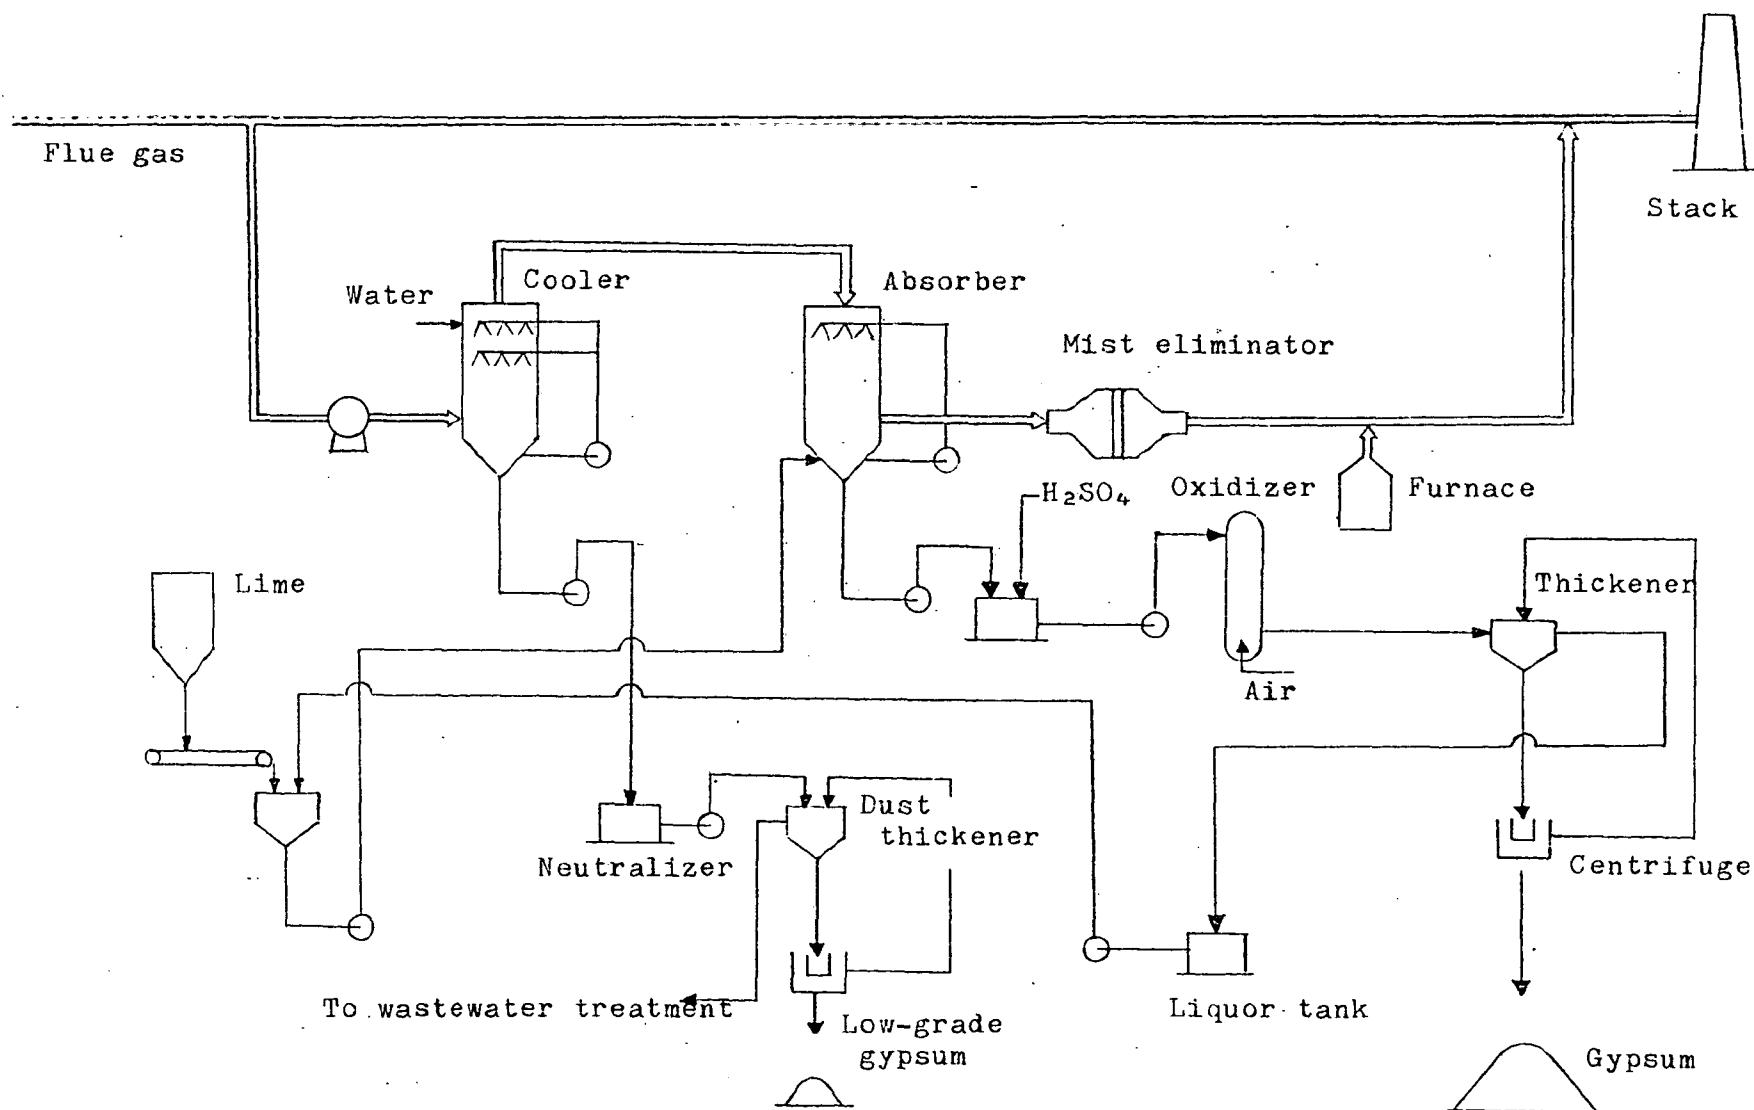 Flue gas
Stack
Cooler
Absorber
Water
Mist eliminator
H₂SO₄
Oxidizer
Furnace
Lime
Thickener
Air
Dust
thickener
Neutralizer
Centrifuge
To wastewater treatment
Liquor tank
Low-grade
gypsum
Gypsum